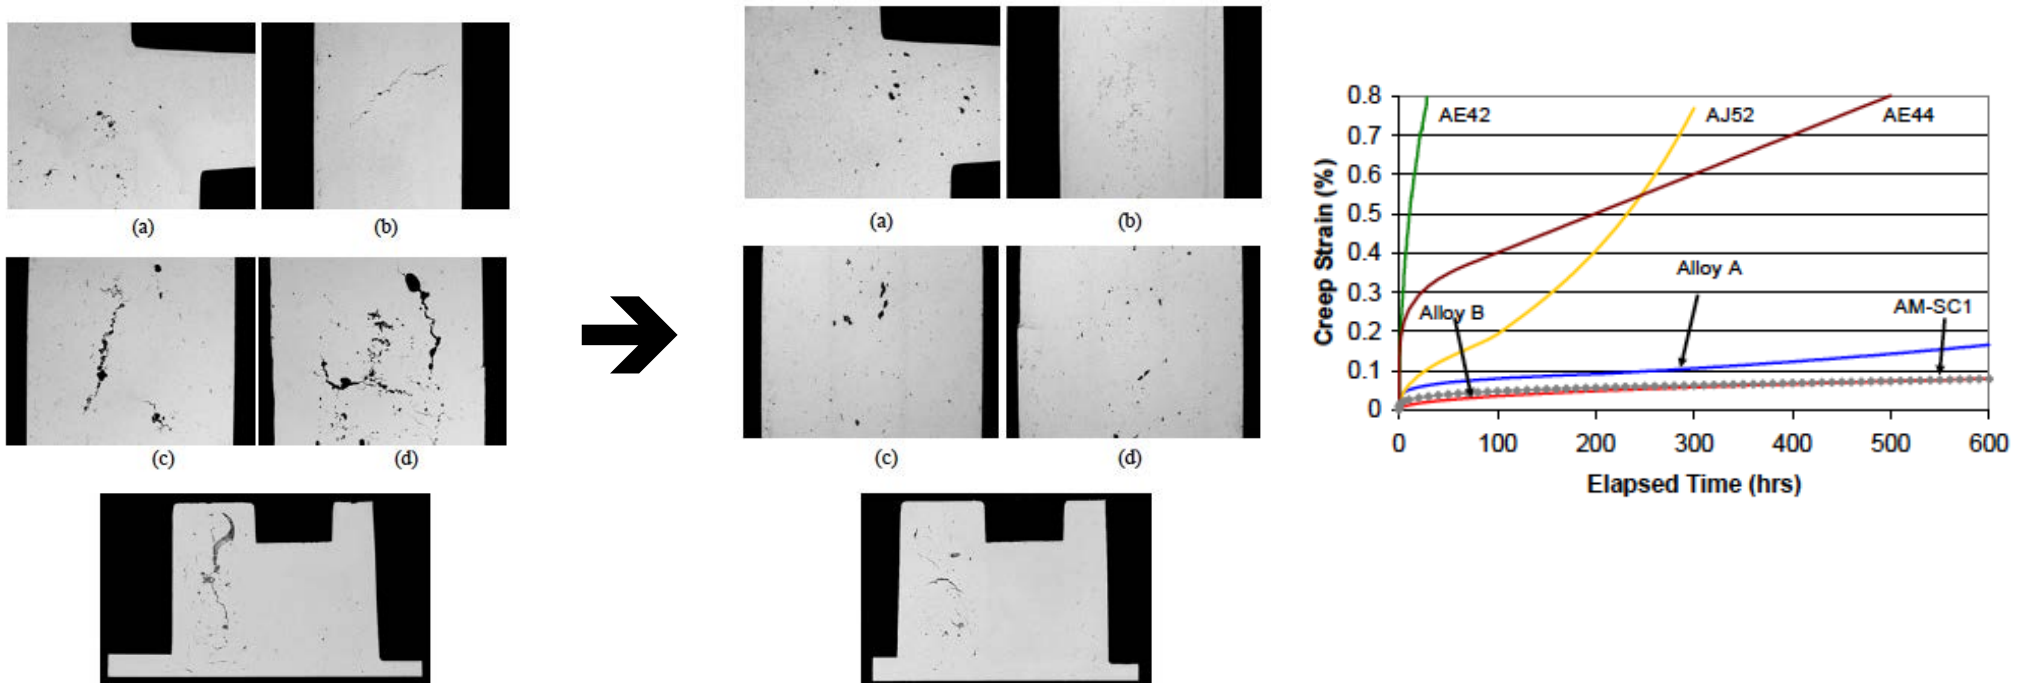 (a)
(b)
(c)
(d)
(a)
(b)
(c)
(d)
Creep Strain (%)
0.8
0.7
0.6
0.5
0.4
0.3
0.2
0.1
0
AE42
AJ52
AE44
Alloy A
Alloy B
AM-SC1
0 100 200 300 400 500 600
Elapsed Time (hrs)